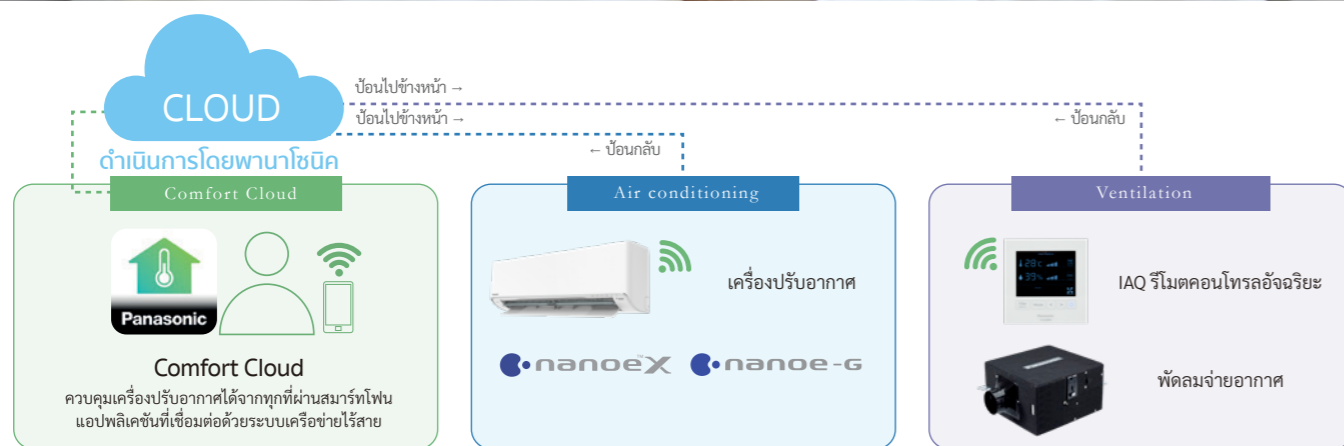 CLOUD
ดำเนินการโดยพานาโซนิค
ป้อนไปข้างหน้า →
ป้อนไปข้างหน้า →
← ป้อนกลับ
← ป้อนกลับ
Comfort Cloud
Panasonic
Comfort Cloud
ควบคุมเครื่องปรับอากาศได้จากทุกที่ผ่านสมาร์ทโฟน
แอปพลิเคชันที่เชื่อมต่อด้วยระบบเครือข่ายไร้สาย
Air conditioning
เครื่องปรับอากาศ
nanoe™X nanoe-G
Ventilation
IAQ รีโมตคอนโทรลอัจฉริยะ
พัดลมจ่ายอากาศ